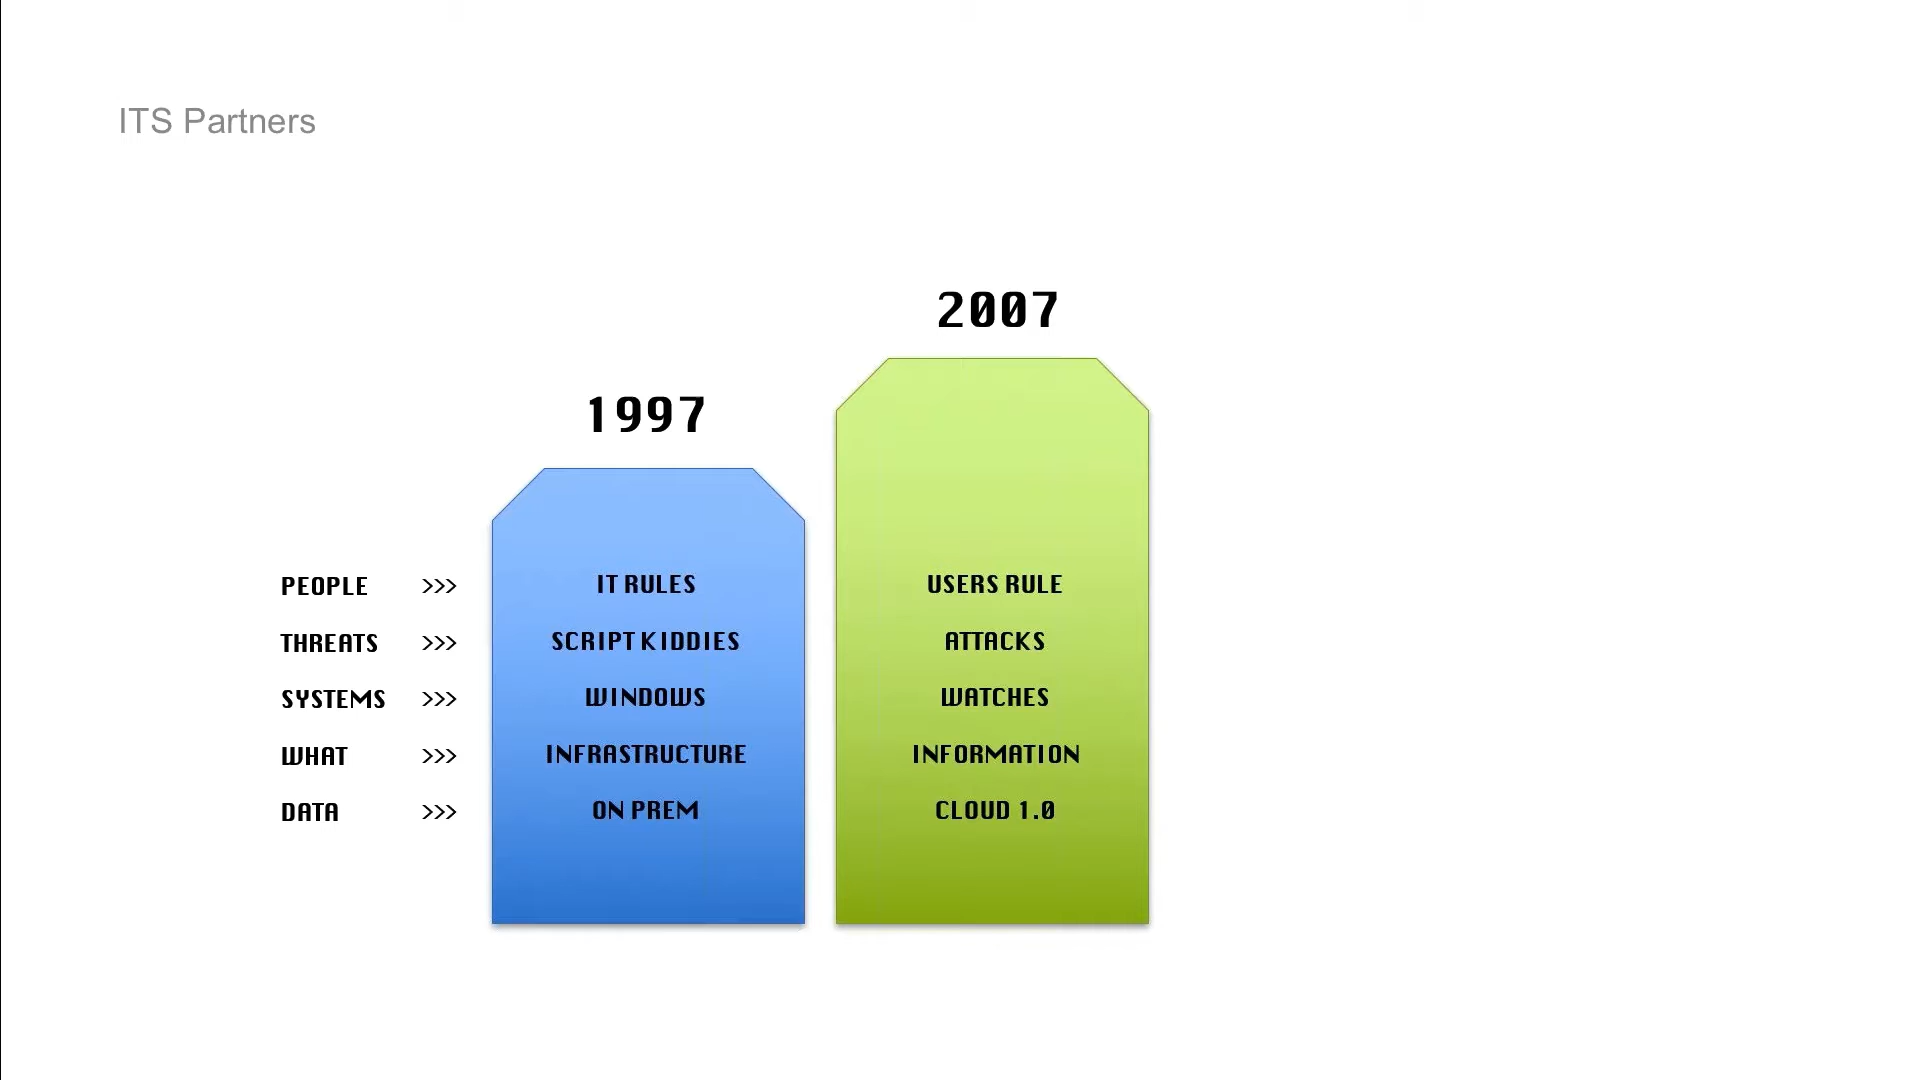 ITS Partners
2007
1997
PEOPLE >>> IT RULES USERS RULE
THREATS >>> SCRIPT KIDDIES ATTACKS
SYSTEMS >>> WINDOWS WATCHES
WHAT >>> INFRASTRUCTURE INFORMATION
DATA >>> ON PREM CLOUD 1.0